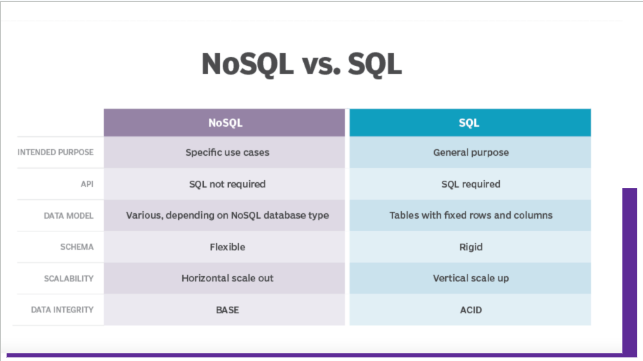 NoSQL vs. SQL
NoSQL SQL
INTENDED PURPOSE Specific use cases General purpose
API SQL not required SQL required
DATA MODEL Various, depending on NoSQL database type Tables with fixed rows and columns
SCHEMA Flexible Rigid
SCALABILITY Horizontal scale out Vertical scale up
DATA INTEGRITY BASE ACID